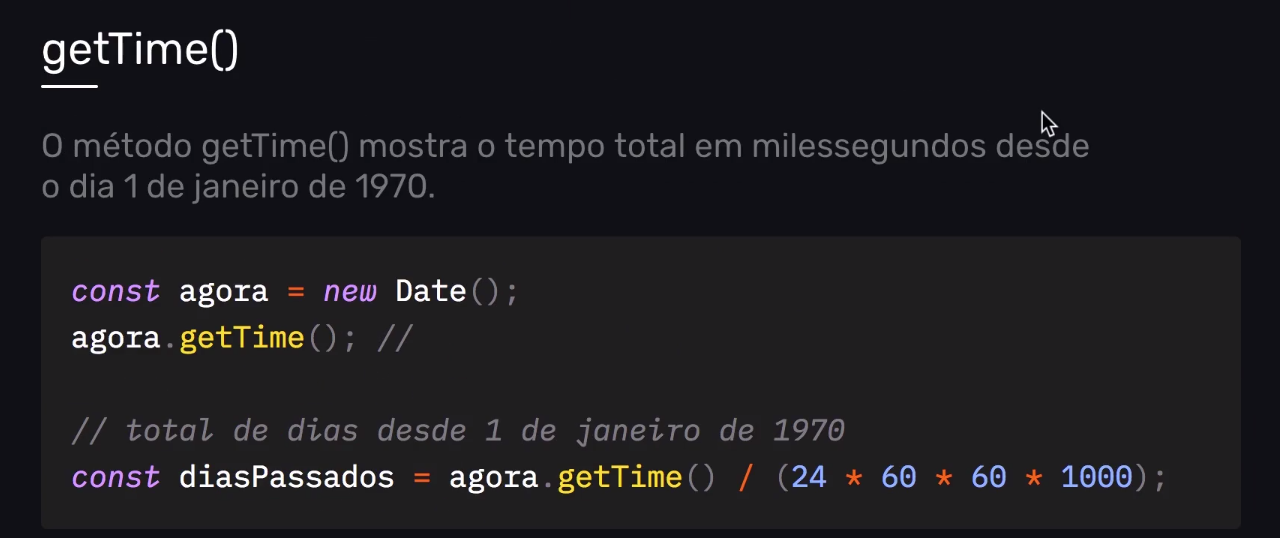 getTime()
O método getTime() mostra o tempo total em milessegundos desde
o dia 1 de janeiro de 1970.
const agora = new Date();
agora.getTime(); //
// total de dias desde 1 de janeiro de 1970
const diasPassados = agora.getTime() / (24 * 60 * 60 * 1000);